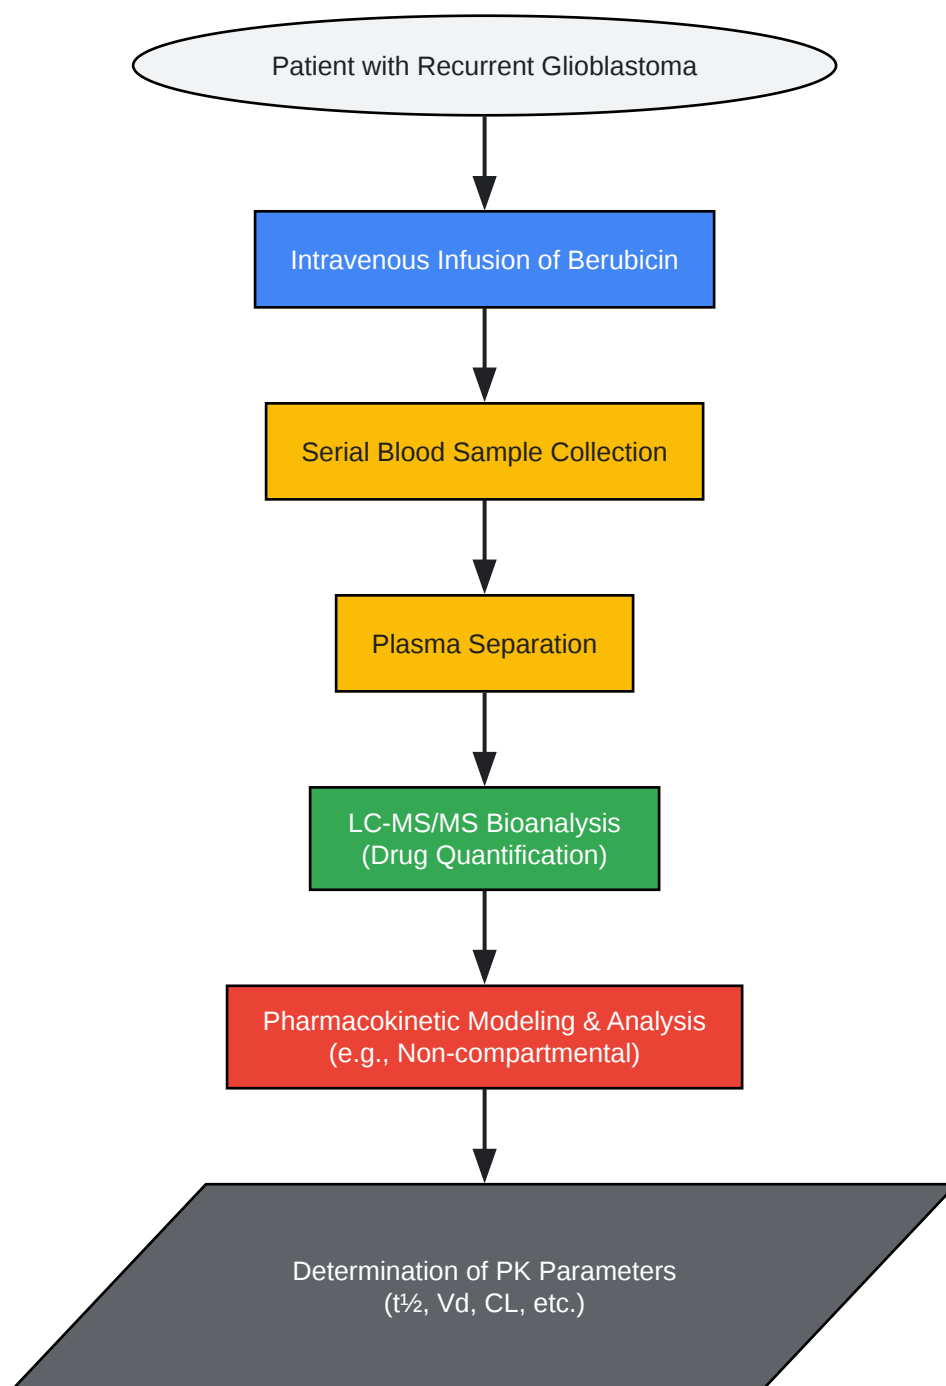 Patient with Recurrent Glioblastoma
Intravenous Infusion of Berubicin
Serial Blood Sample Collection
Plasma Separation
LC-MS/MS Bioanalysis
(Drug Quantification)
Pharmacokinetic Modeling & Analysis
(e.g., Non-compartmental)
Determination of PK Parameters
(t½, Vd, CL, etc.)